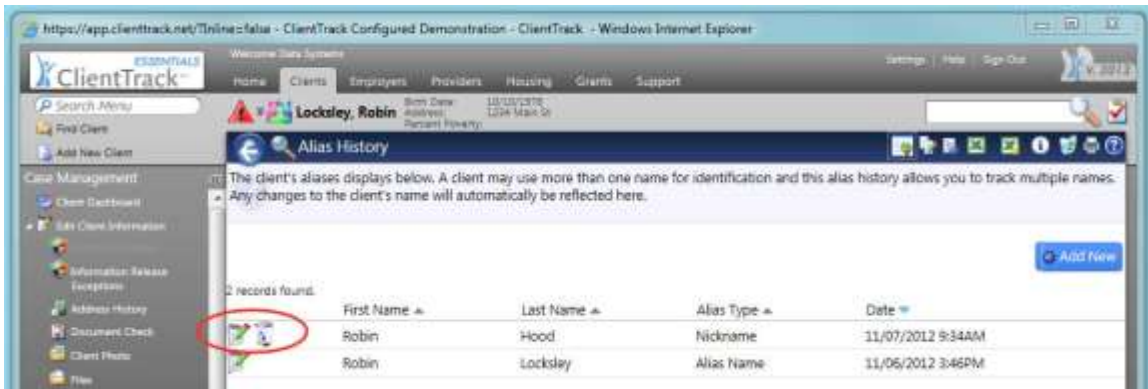 https://app.clienttrack.net/?Inline=false - ClientTrack Configured Demonstration - ClientTrack - Windows Internet Explorer
ESSENTIALS
ClientTrack
Welcome Data Systems
Settings | Help | Sign Out
Home Clients Employers Providers Housing Grants Support
Search Menu
Find Client
Add New Client
Locksley, Robin
Birth Date: 10/10/1978
Address: 1234 Main St
Percent Poverty:
Alias History
Case Management
Client Dashboard
Edit Client Information
Information Release Exceptions
Address History
Document Check
Client Photo
Files
The client's aliases displays below. A client may use more than one name for identification and this alias history allows you to track multiple names.
Any changes to the client's name will automatically be reflected here.
Add New
2 records found.
First Name Last Name Alias Type Date
Robin Hood Nickname 11/07/2012 9:34AM
Robin Locksley Alias Name 11/06/2012 3:46PM